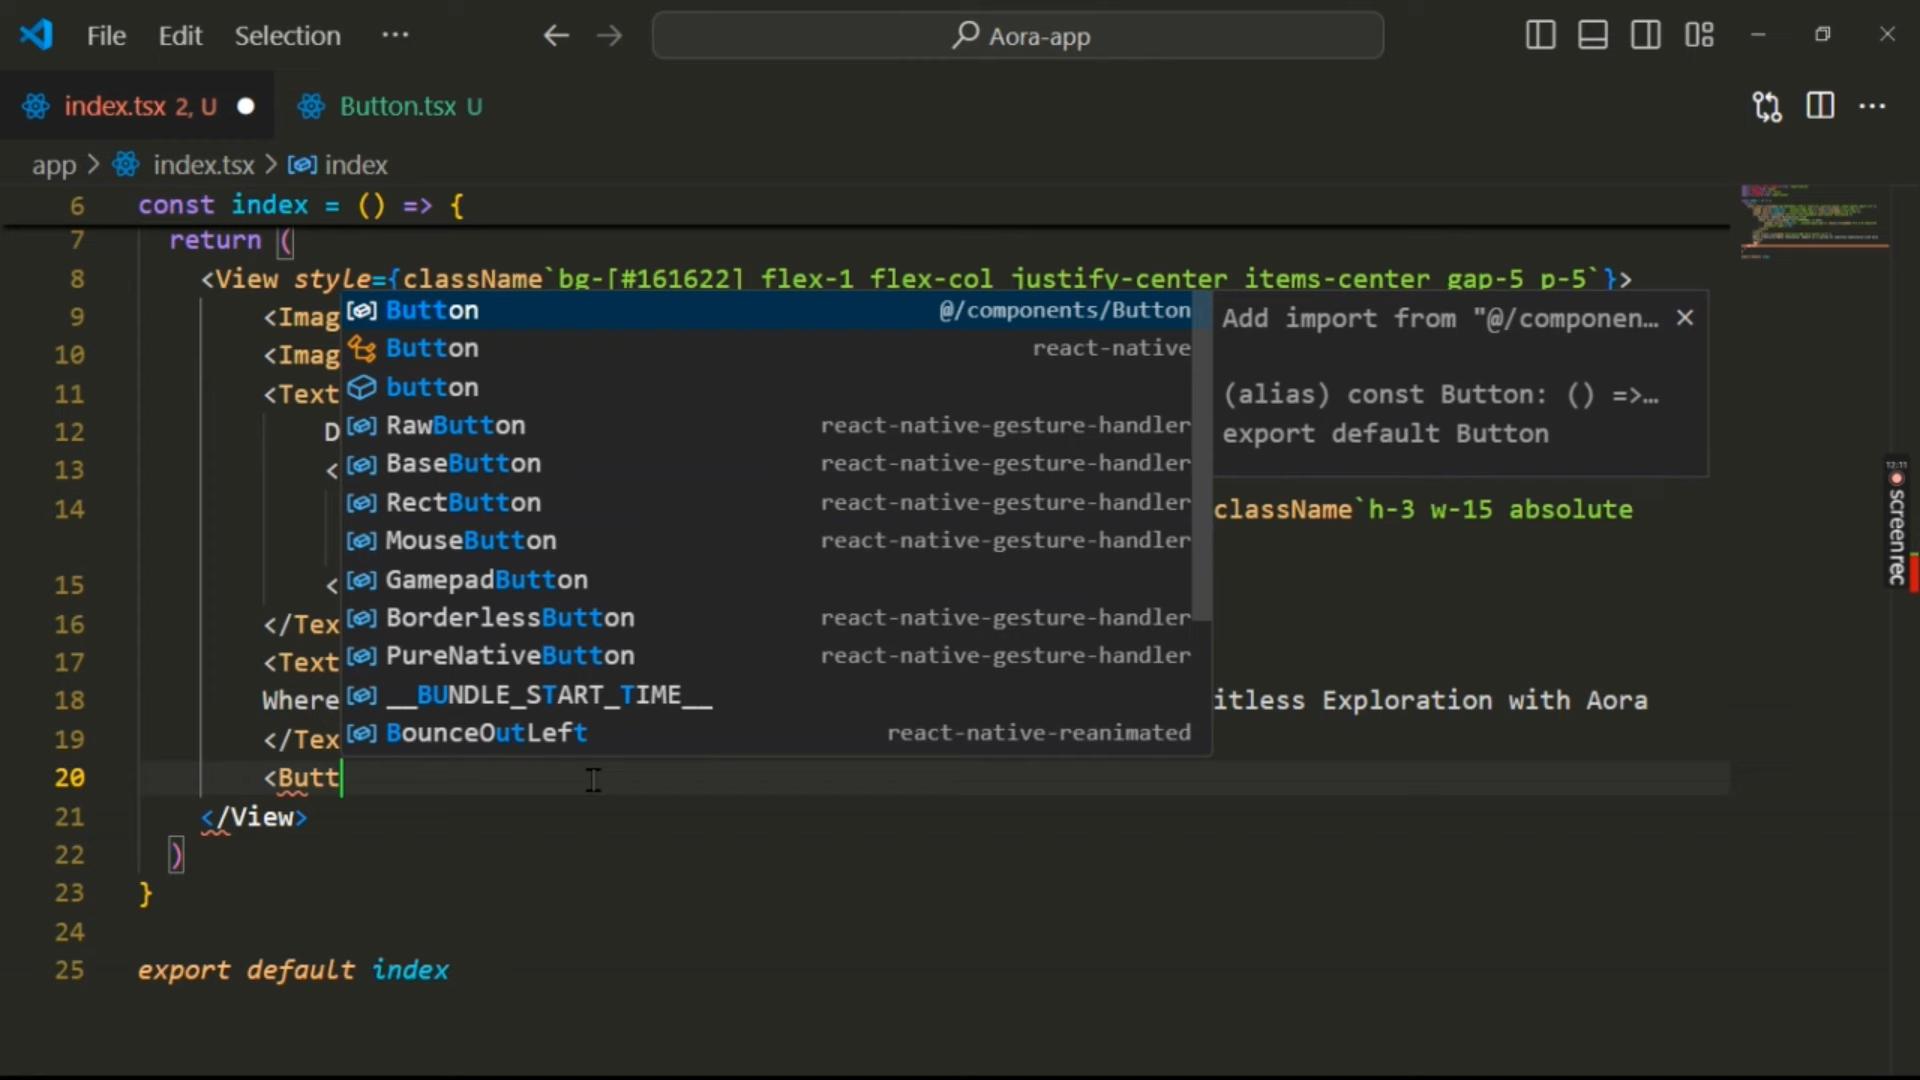 File Edit Selection ··· Aora-app
index.tsx 2, U Button.tsx U
app > index.tsx > index
6 const index = () => {
7 return (
8 <View style={className`bg-[#161622] flex-1 flex-col justify-center items-center gap-5 p-5`}>
9 <Imag
10 <Imag
11 <Text
12 D
13 <
14 className`h-3 w-15 absolute
15 <
16 </Tex
17 <Text
18 Where itless Exploration with Aora
19 </Tex
20 <Butt
21 </View>
22 )
23 }
24
25 export default index
Button @/components/Button
Button react-native
button
RawButton react-native-gesture-handler
BaseButton react-native-gesture-handler
RectButton react-native-gesture-handler
MouseButton react-native-gesture-handler
GamepadButton
BorderlessButton react-native-gesture-handler
PureNativeButton react-native-gesture-handler
__BUNDLE_START_TIME__
BounceOutLeft react-native-reanimated
Add import from "@/componen…
(alias) const Button: () =>…
export default Button
12:11
screenrec